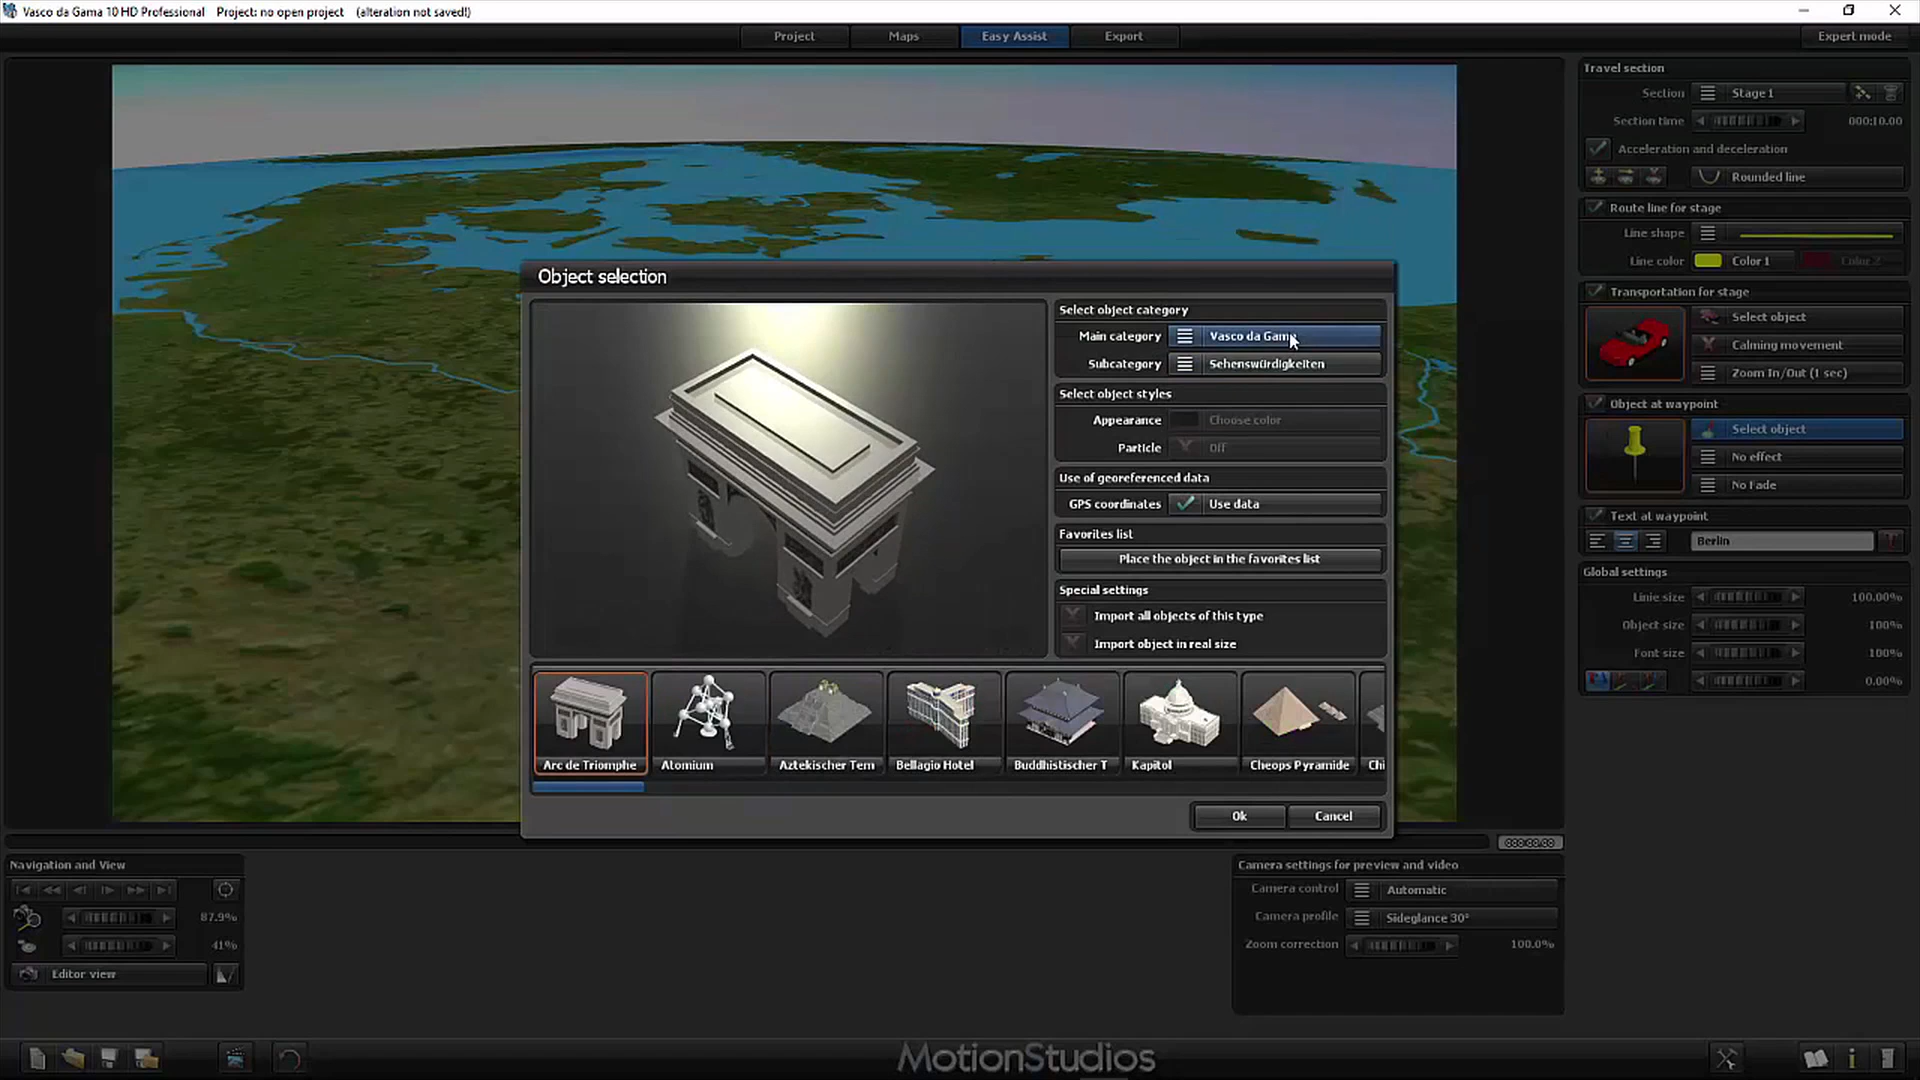 Vasco da Gama 10 HD Professional Project: no open project (alteration not saved!)
Project Maps Easy Assist Export Expert mode
Travel section
Section Stage 1
Section time 000:10.00
Acceleration and deceleration
Rounded line
Route line for stage
Line shape
Line color Color 1 Color 2
Transportation for stage
Select object
Calming movement
Zoom In/Out (1 sec)
Object at waypoint
Select object
No effect
No Fade
Text at waypoint
Berlin
Global settings
Linie size 100.00%
Object size 100%
Font size 100%
0.00%
Object selection
Select object category
Main category Vasco da Gama
Subcategory Sehenswürdigkeiten
Select object styles
Appearance Choose color
Particle Off
Use of georeferenced data
GPS coordinates Use data
Favorites list
Place the object in the favorites list
Special settings
Import all objects of this type
Import object in real size
Arc de Triomphe Atomium Aztekischer Tem Bellagio Hotel Buddhistischer T Kapitol Cheops Pyramide Chi
Ok Cancel
000:00.00
Navigation and View
87.9%
41%
Editor view
Camera settings for preview and video
Camera control Automatic
Camera profile Sideglance 30°
Zoom correction 100.0%
MotionStudios